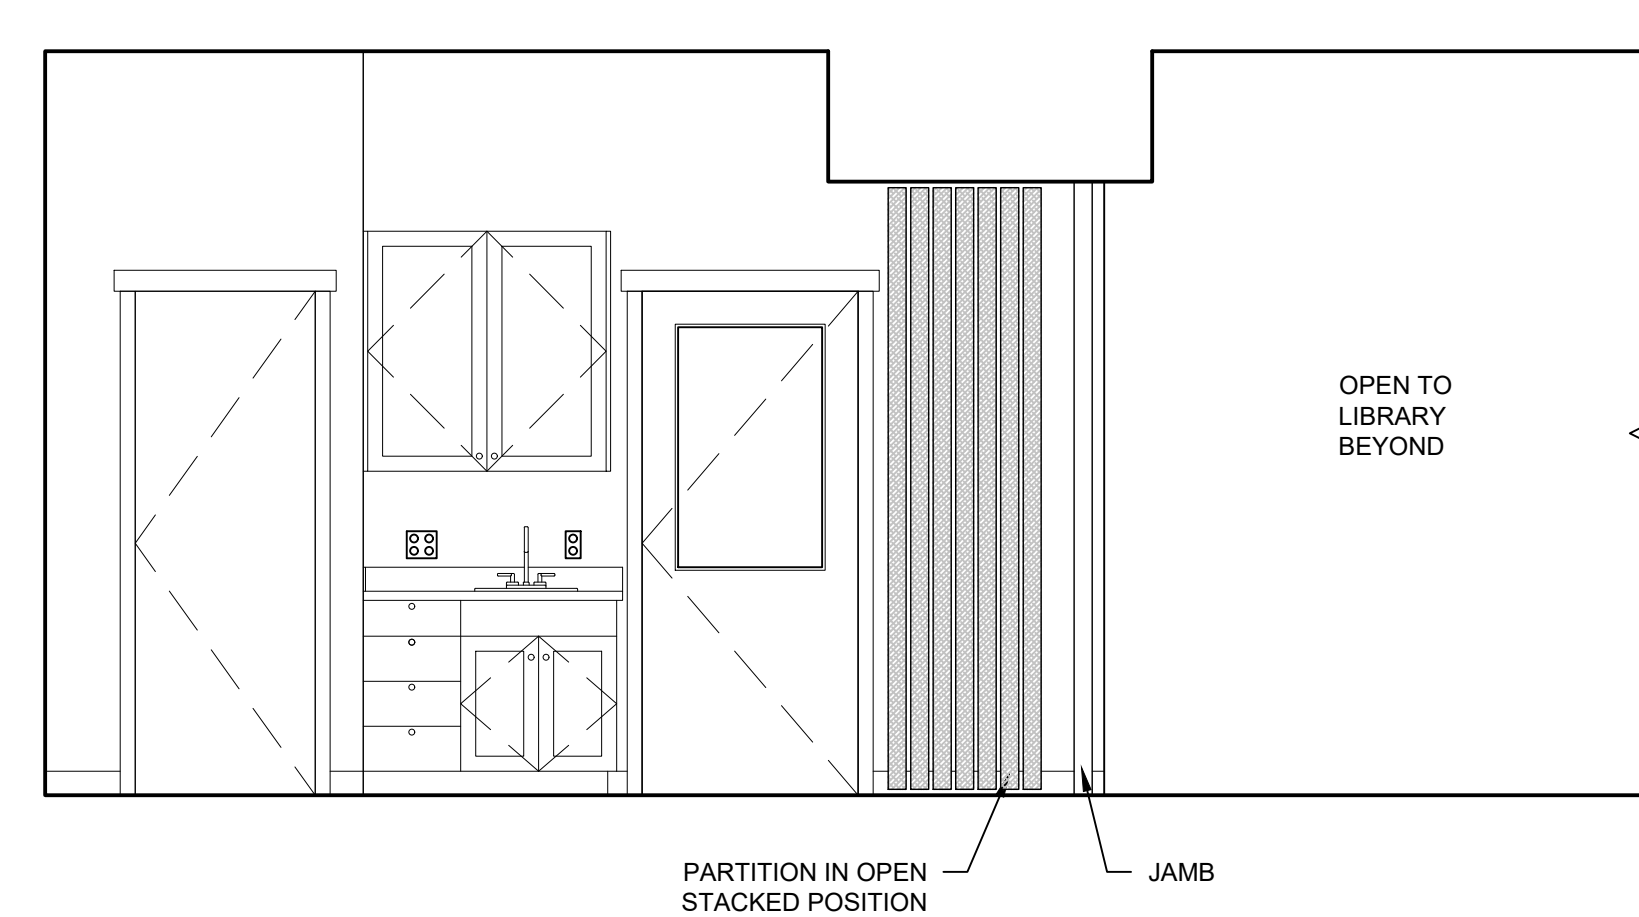 OPEN TO
LIBRARY
BEYOND
PARTITION IN OPEN
STACKED POSITION
JAMB